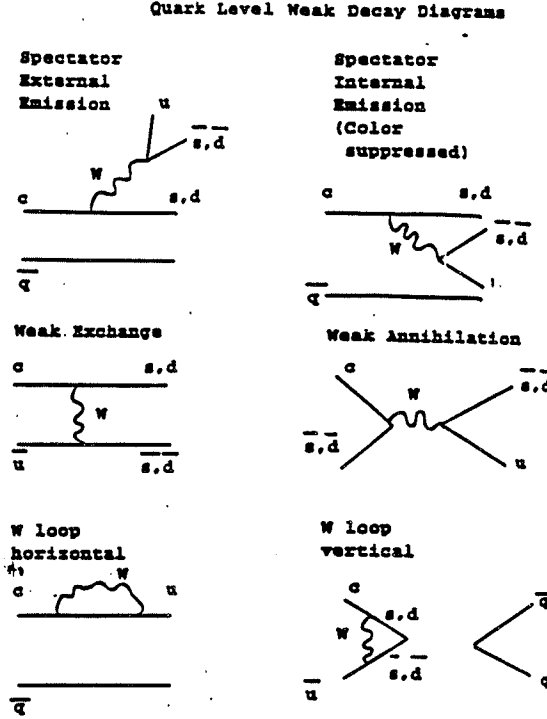 Quark Level Weak Decay Diagrams
Spectator
External
Emission
u
s̅,d̅
W
c
s,d
q̅
Spectator
Internal
Emission
(Color
suppressed)
c
s,d
s̅,d̅
W
q̅
Weak Exchange
c
s,d
W
u̅
s̅,d̅
Weak Annihilation
c
W
s̅,d̅
s̅,d̅
u
W loop
horizontal
W
c
u
q̅
W loop
vertical
c
s,d
W
s̅,d̅
u̅
q̅
q